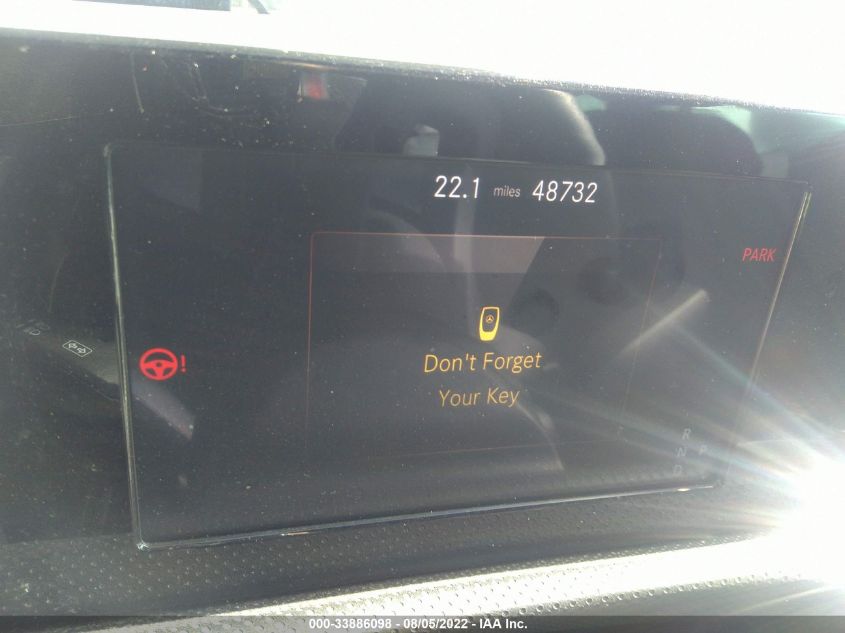 22.1 miles 48732
PARK
!
Don't Forget
Your Key
R
N P
D
000-33886098 - 08/05/2022 - IAA Inc.